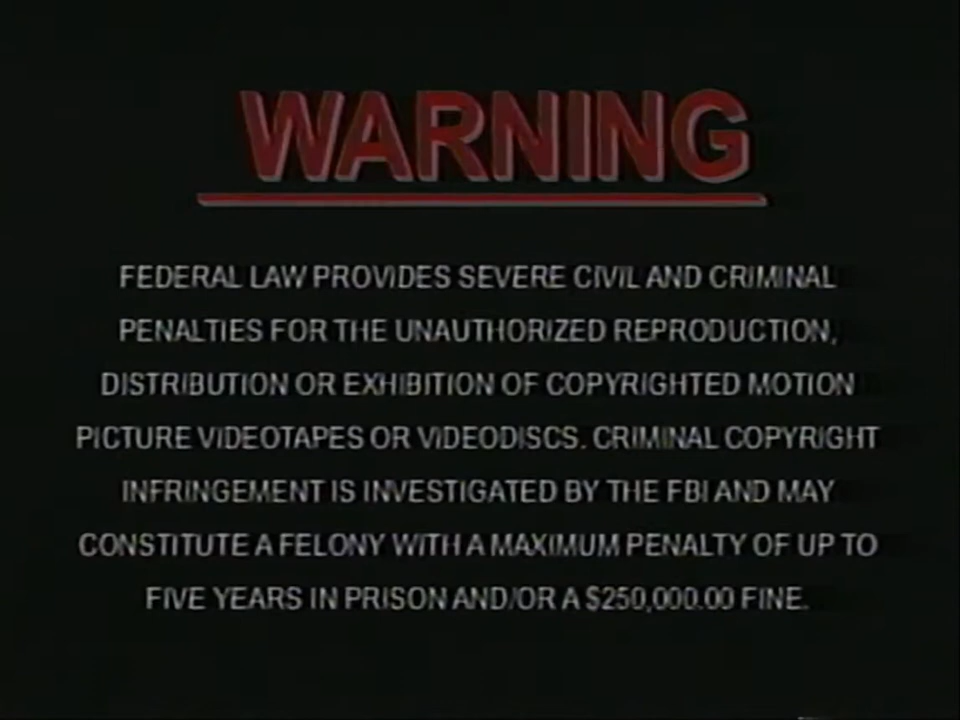 WARNING
FEDERAL LAW PROVIDES SEVERE CIVIL AND CRIMINAL
PENALTIES FOR THE UNAUTHORIZED REPRODUCTION,
DISTRIBUTION OR EXHIBITION OF COPYRIGHTED MOTION
PICTURE VIDEOTAPES OR VIDEODISCS. CRIMINAL COPYRIGHT
INFRINGEMENT IS INVESTIGATED BY THE FBI AND MAY
CONSTITUTE A FELONY WITH A MAXIMUM PENALTY OF UP TO
FIVE YEARS IN PRISON AND/OR A $250,000.00 FINE.